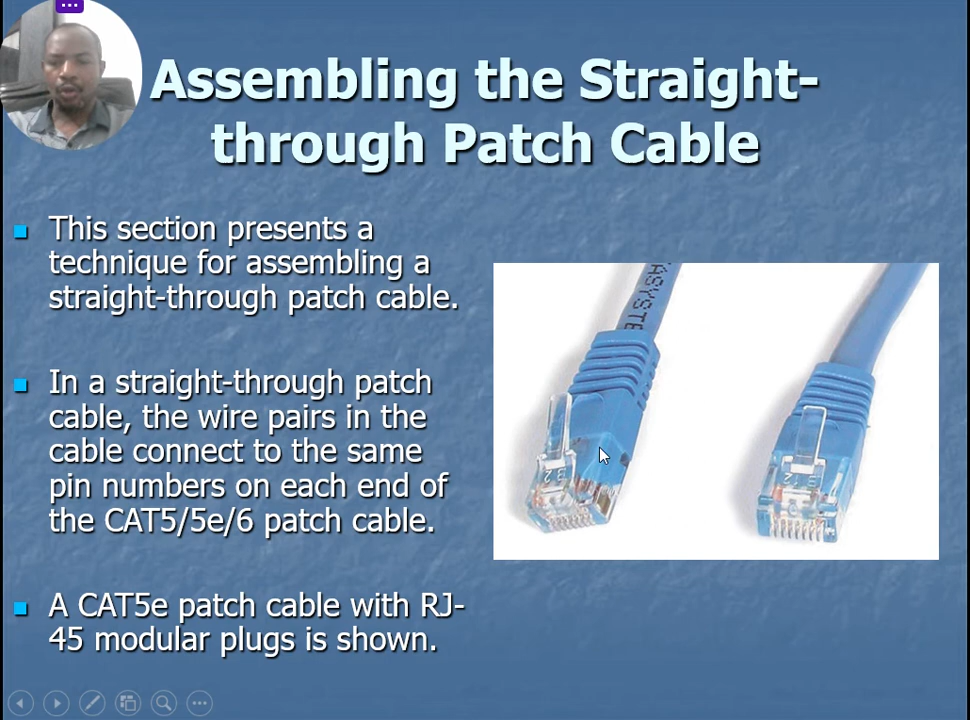 Assembling the Straight-
through Patch Cable
This section presents a
technique for assembling a
straight-through patch cable.
In a straight-through patch
cable, the wire pairs in the
cable connect to the same
pin numbers on each end of
the CAT5/5e/6 patch cable.
A CAT5e patch cable with RJ-
45 modular plugs is shown.